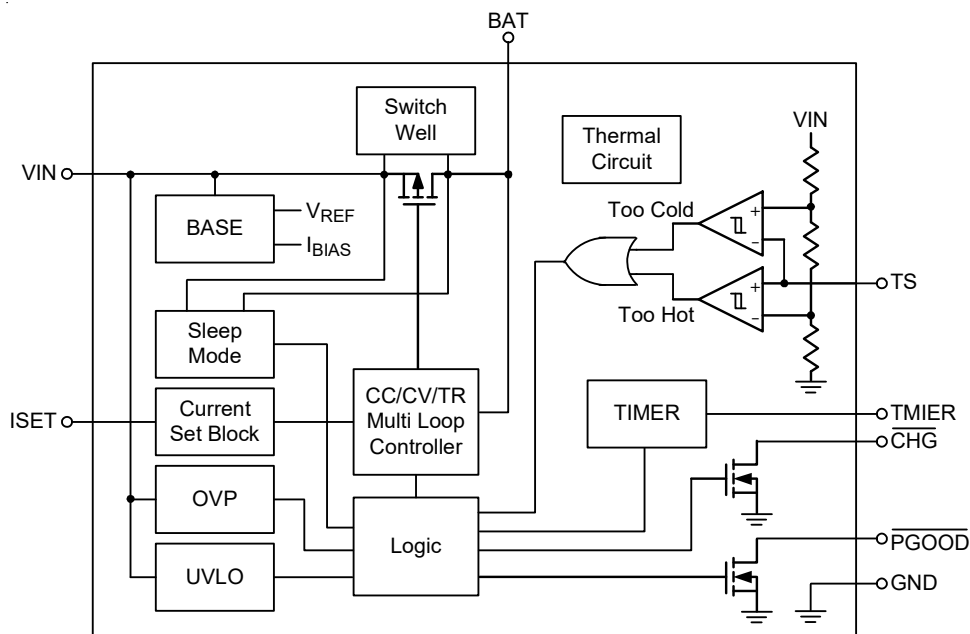 BAT
Switch
Well
Thermal
Circuit
VIN
VIN
BASE
VREF
IBIAS
Too Cold
+
−
TS
Too Hot
+
−
Sleep
Mode
ISET
Current
Set Block
CC/CV/TR
Multi Loop
Controller
TIMER
TMIER
CHG
OVP
Logic
PGOOD
UVLO
GND